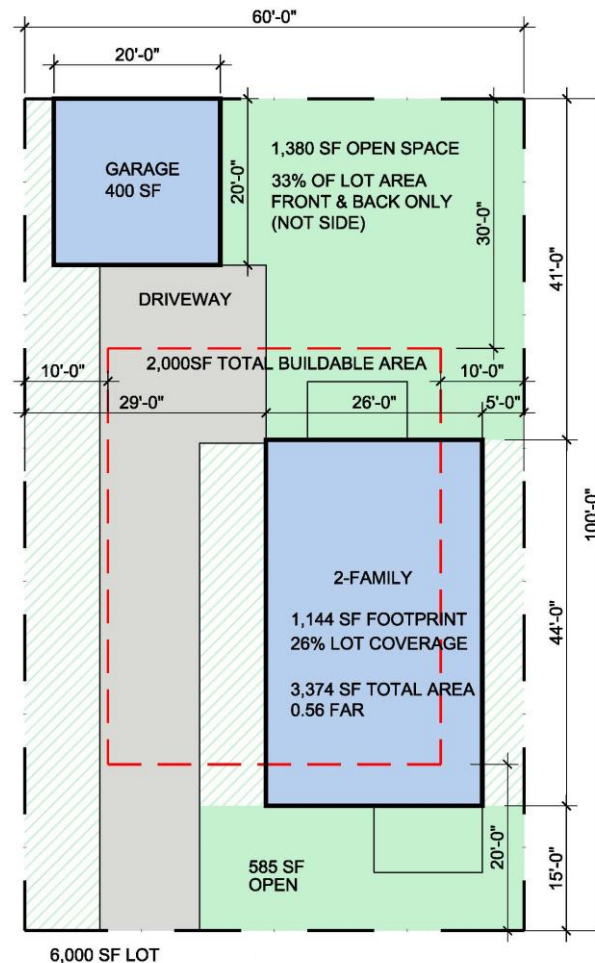 60'-0"
20'-0"
GARAGE
400 SF
20'-0"
1,380 SF OPEN SPACE
33% OF LOT AREA
FRONT & BACK ONLY
(NOT SIDE)
30'-0"
41'-0"
DRIVEWAY
2,000SF TOTAL BUILDABLE AREA
10'-0"
10'-0"
29'-0"
26'-0"
5'-0"
100'-0"
2-FAMILY
1,144 SF FOOTPRINT
26% LOT COVERAGE
3,374 SF TOTAL AREA
0.56 FAR
44'-0"
585 SF
OPEN
20'-0"
15'-0"
6,000 SF LOT